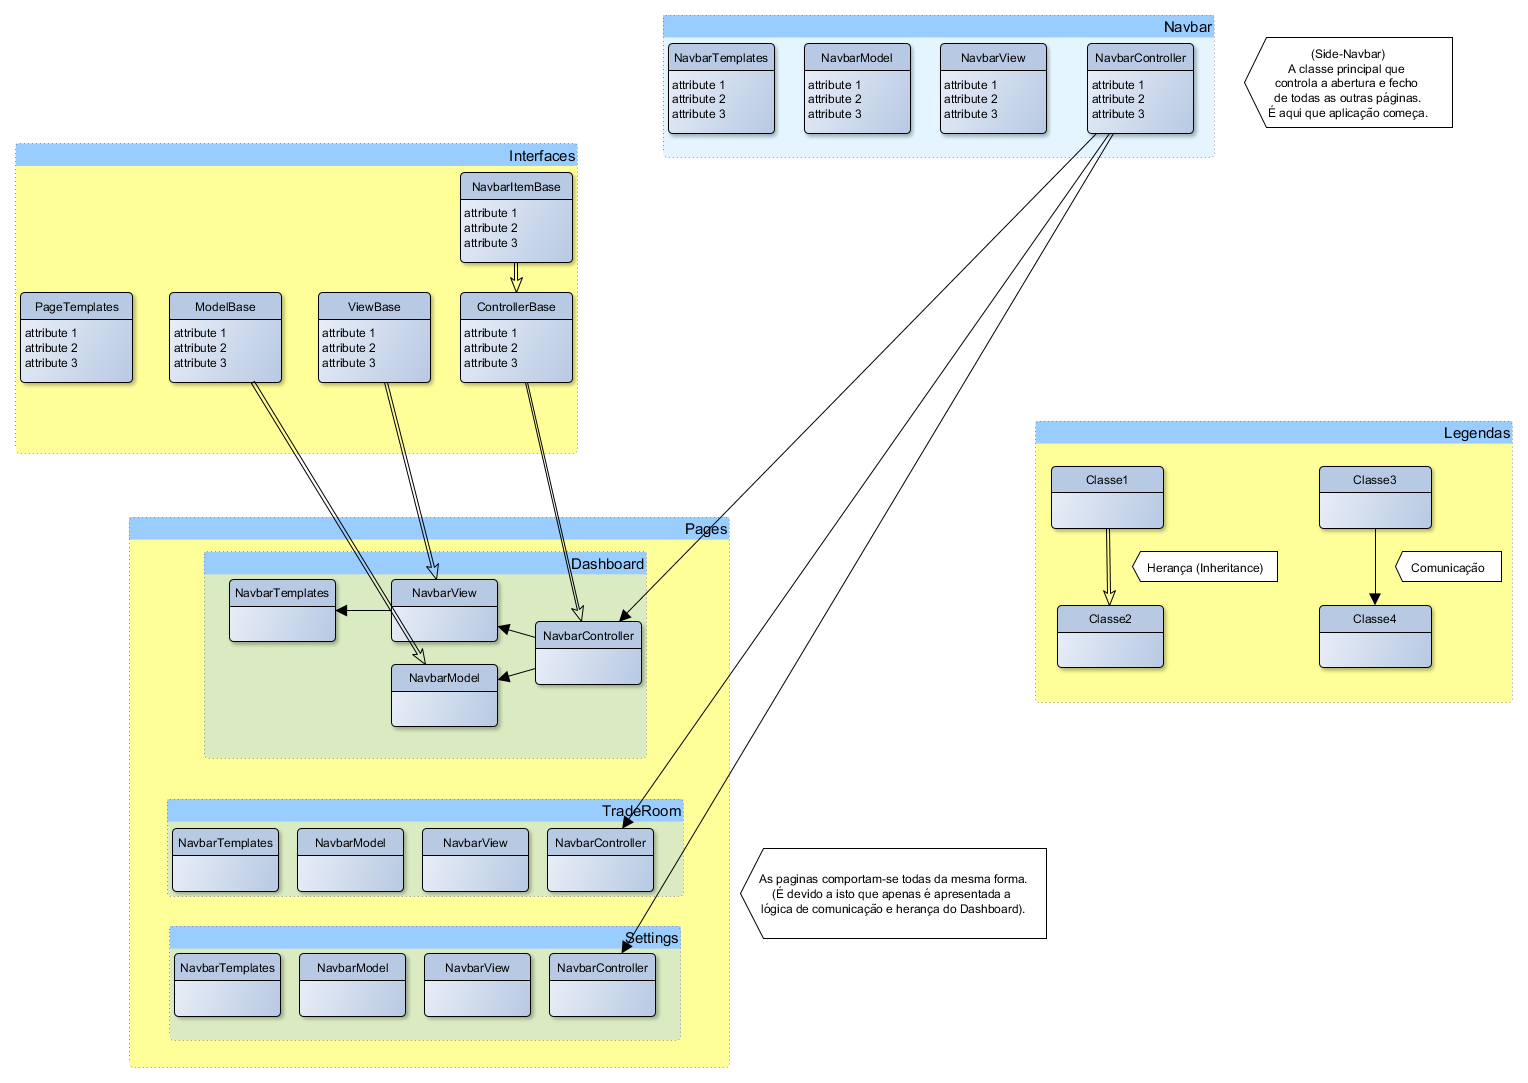 Navbar
NavbarTemplates
attribute 1
attribute 2
attribute 3
NavbarModel
attribute 1
attribute 2
attribute 3
NavbarView
attribute 1
attribute 2
attribute 3
NavbarController
attribute 1
attribute 2
attribute 3
(Side-Navbar)
A classe principal que
controla a abertura e fecho
de todas as outras páginas.
É aqui que aplicação começa.
Interfaces
NavbarItemBase
attribute 1
attribute 2
attribute 3
PageTemplates
attribute 1
attribute 2
attribute 3
ModelBase
attribute 1
attribute 2
attribute 3
ViewBase
attribute 1
attribute 2
attribute 3
ControllerBase
attribute 1
attribute 2
attribute 3
Legendas
Classe1
Classe3
Herança (Inheritance)
Comunicação
Classe2
Classe4
Pages
Dashboard
NavbarTemplates
NavbarView
NavbarController
NavbarModel
TradeRoom
NavbarTemplates
NavbarModel
NavbarView
NavbarController
As paginas comportam-se todas da mesma forma.
(É devido a isto que apenas é apresentada a
lógica de comunicação e herança do Dashboard).
Settings
NavbarTemplates
NavbarModel
NavbarView
NavbarController